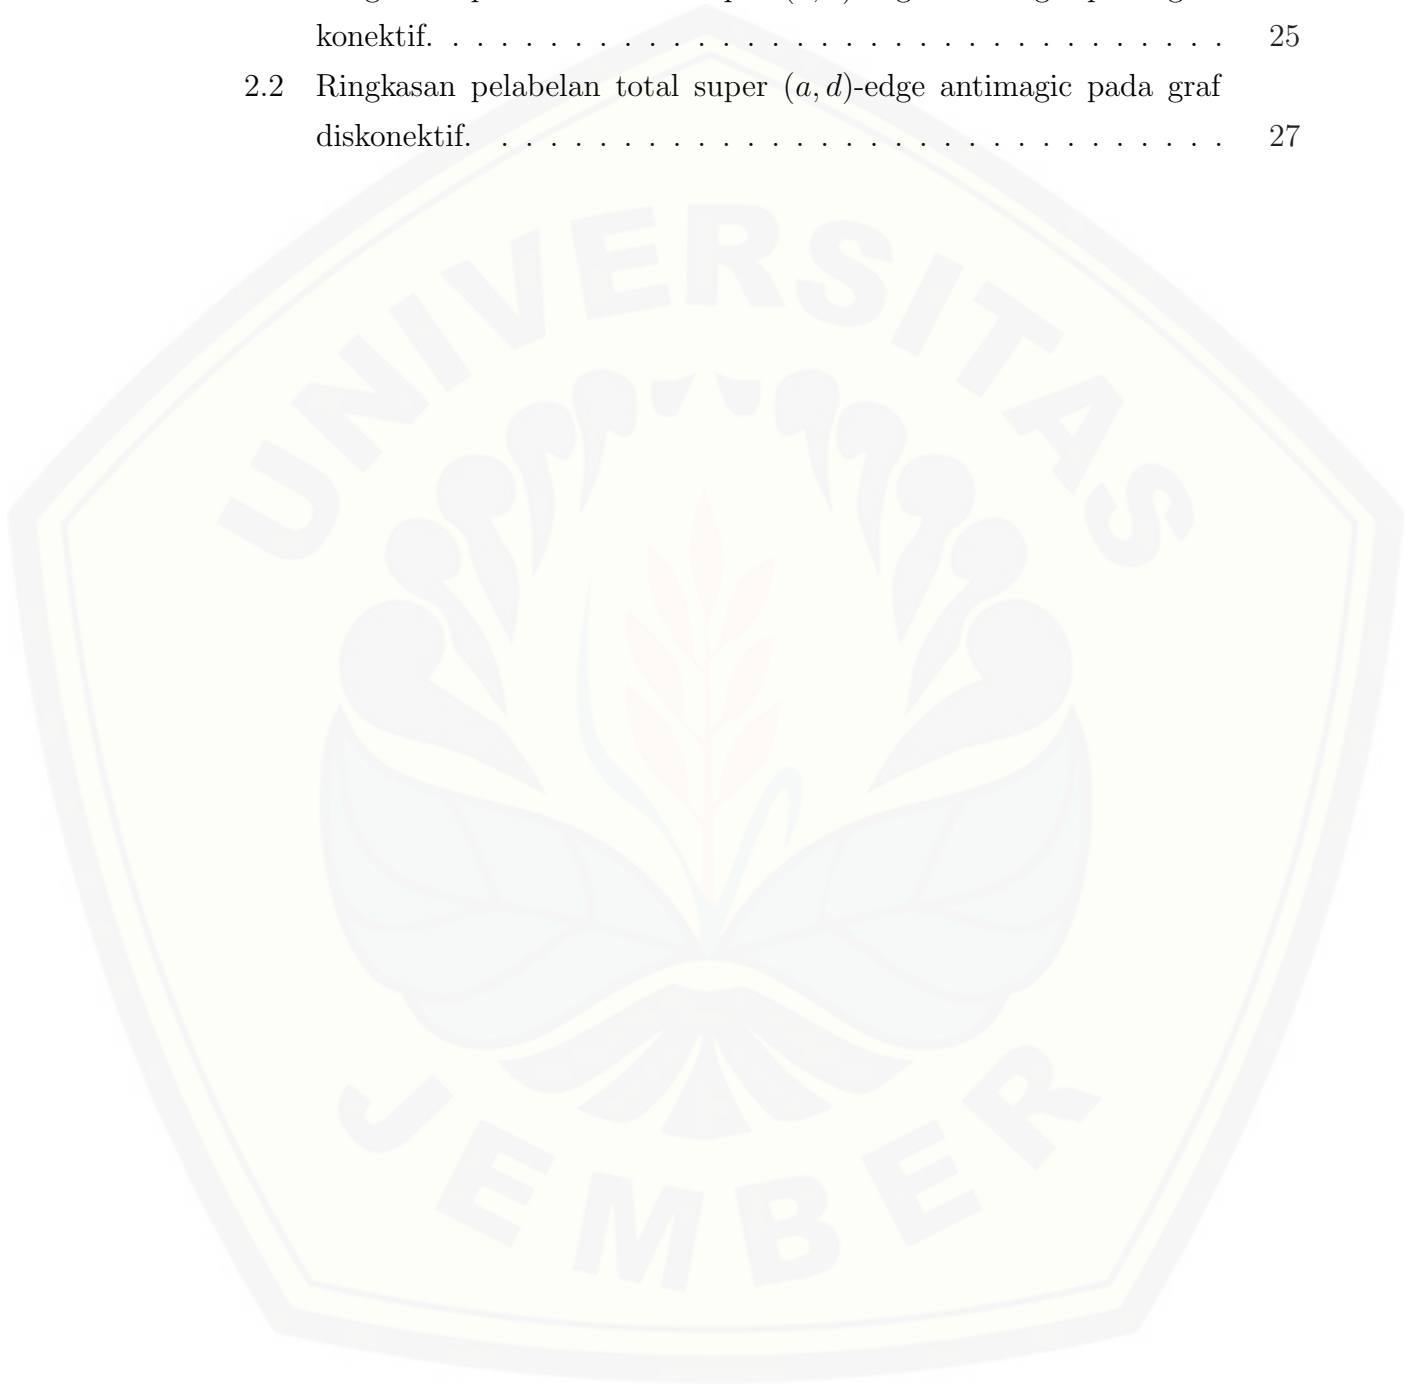 konektif. . . . . . . . . . . . . . . . . . . . . . . . . . . . . . . . . 25
2.2 Ringkasan pelabelan total super (a, d)-edge antimagic pada graf
diskonektif. . . . . . . . . . . . . . . . . . . . . . . . . . . . . . . 27
UNIVERSITAS
JEMBER